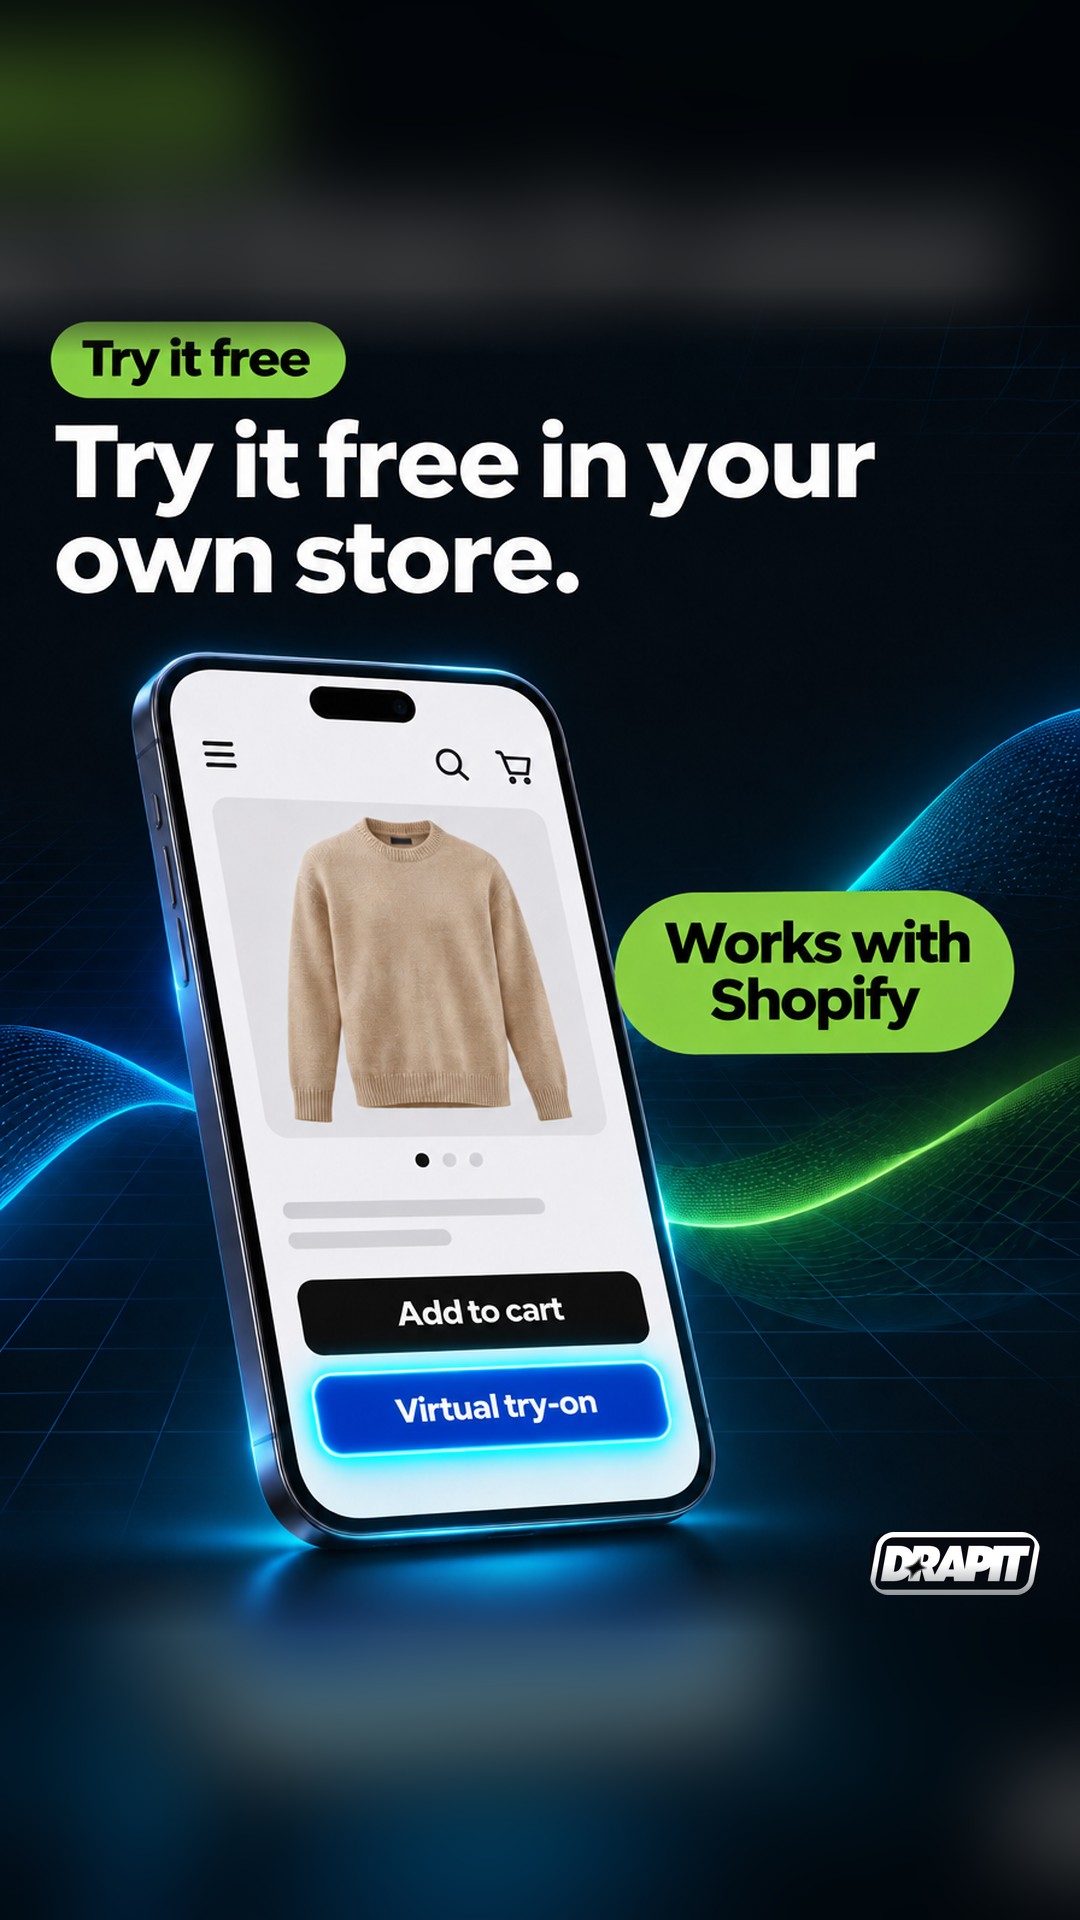 Try it free
Try it free in your
own store.
Works with
Shopify
Add to cart
Virtual try-on
DRAPIT